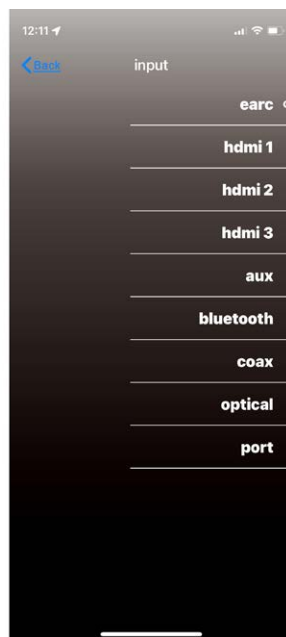 12:11
Back
input
earc
hdmi 1
hdmi 2
hdmi 3
aux
bluetooth
coax
optical
port